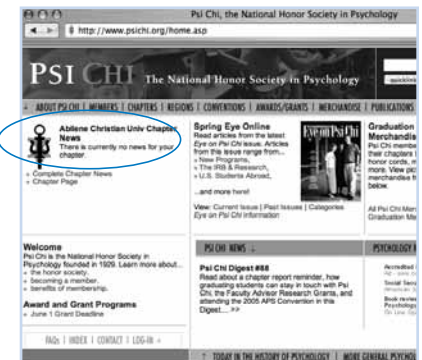 Psi Chi, the National Honor Society in Psychology
http://www.psichi.org/home.asp
PSI CHI The National Honor Society in Psychology
ABOUT PSI CHI | MEMBERS | CHAPTERS | REGIONS | CONVENTIONS | AWARDS/GRANTS | MERCHANDISE | PUBLICATIONS
Abilene Christian Univ Chapter
News
There is currently no news for your
chapter.
» Complete Chapter News
» Chapter Page
Spring Eye Online
Read articles from the latest
Eye on Psi Chi issue. Articles
from this issue range from...
» New Programs,
» The IRB & Research,
» U.S. Students Abroad,
...and more here!
View: Current Issue | Past Issues | Categories
Eye on Psi Chi information
Eye on Psi Chi
Graduation
Merchandis
Psi Chi membe
their chapters
honor cords, m
more. View pic
merchandise f
below.
All Psi Chi Mer
Graduation Me
Welcome
Psi Chi is the National Honor Society in
Psychology founded in 1929. Learn more about...
» the honor society.
» becoming a member.
» benefits of membership.
Award and Grant Programs
» June 1 Grant Deadline
FAQs | INDEX | CONTACT | LOG-IN
PSI CHI NEWS
Psi Chi Digest #88
Read about a chapter report reminder, how
graduating students can stay in touch with Psi
Chi, the Faculty Advisor Research Grants, and
attending the 2005 APS Convention in this
Digest... >>
PSYCHOLOGY
Accredited
Book review
TODAY IN THE HISTORY OF PSYCHOLOGY | MORE GENERAL PSYCHO